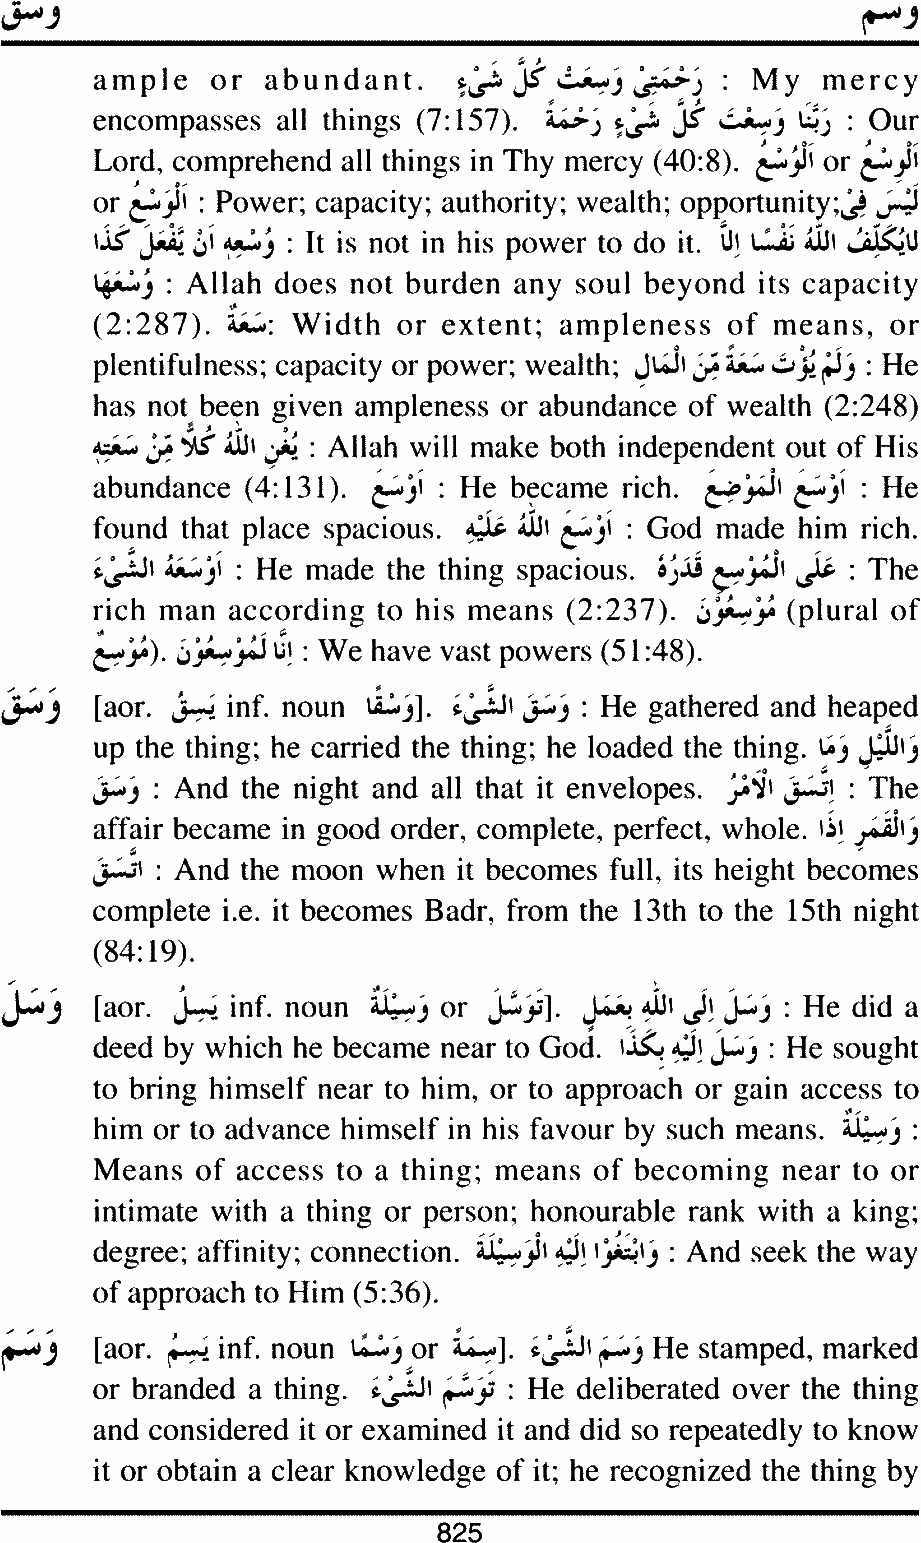 وسق وسم
ample or abundant. رَحْمَتِیْ وَسِعَتْ كُلَّ شَیْءٍ : My mercy
encompasses all things (7:157). رَبَّنَا وَسِعْتَ كُلَّ شَیْءٍ رَحْمَةً : Our
Lord, comprehend all things in Thy mercy (40:8). اَلْوِسْعُ or اَلْوُسْعُ
or اَلْوَسْعُ : Power; capacity; authority; wealth; opportunity; لَيْسَ فِیْ
وُسْعِهٖ اَنْ يَّفْعَلَ كَذَا : It is not in his power to do it. لَايُكَلِّفُ اللّٰهُ نَفْسًا اِلَّا
وُسْعَهَا : Allah does not burden any soul beyond its capacity
(2:287). سَعَةٌ: Width or extent; ampleness of means, or
plentifulness; capacity or power; wealth; وَلَمْ يُؤْتَ سَعَةً مِّنَ الْمَالِ : He
has not been given ampleness or abundance of wealth (2:248)
يُغْنِ اللّٰهُ كُلًّا مِّنْ سَعَتِهٖ : Allah will make both independent out of His
abundance (4:131). اَوْسَعَ : He became rich. اَوْسَعَ الْمَوْضِعَ : He
found that place spacious. اَوْسَعَ اللّٰهُ عَلَيْهِ : God made him rich.
اَوْسَعَهُ الشَّیْءَ : He made the thing spacious. عَلَی الْمُوْسِعِ قَدَرُهٗ : The
rich man according to his means (2:237). مُوْسِعُوْنَ (plural of
مُوْسِعٌ). اِنَّا لَمُوْسِعُوْنَ : We have vast powers (51:48).
وَسَقَ [aor. يَسِقُ inf. noun وَسْقًا]. وَسَقَ الشَّیْءَ : He gathered and heaped
up the thing; he carried the thing; he loaded the thing. وَاللَّيْلِ وَمَا
وَسَقَ : And the night and all that it envelopes. اِتَّسَقَ الْاَمْرُ : The
affair became in good order, complete, perfect, whole. وَالْقَمَرِ اِذَا
اتَّسَقَ : And the moon when it becomes full, its height becomes
complete i.e. it becomes Badr, from the 13th to the 15th night
(84:19).
وَسَلَ [aor. يَسِلُ inf. noun وَسِيْلَةٌ or تَوَسَّلَ]. وَسَلَ اِلَی اللّٰهِ بِعَمَلٍ : He did a
deed by which he became near to God. وَسَلَ اِلَيْهِ بِكَذَا : He sought
to bring himself near to him, or to approach or gain access to
him or to advance himself in his favour by such means. وَسِيْلَةٌ :
Means of access to a thing; means of becoming near to or
intimate with a thing or person; honourable rank with a king;
degree; affinity; connection. وَابْتَغُوْا اِلَيْهِ الْوَسِيْلَةَ : And seek the way
of approach to Him (5:36).
وَسَمَ [aor. يَسِمُ inf. noun وَسْمًا or سِمَةً]. وَسَمَ الشَّیْءَ He stamped, marked
or branded a thing. تَوَسَّمَ الشَّیْءَ : He deliberated over the thing
and considered it or examined it and did so repeatedly to know
it or obtain a clear knowledge of it; he recognized the thing by
825